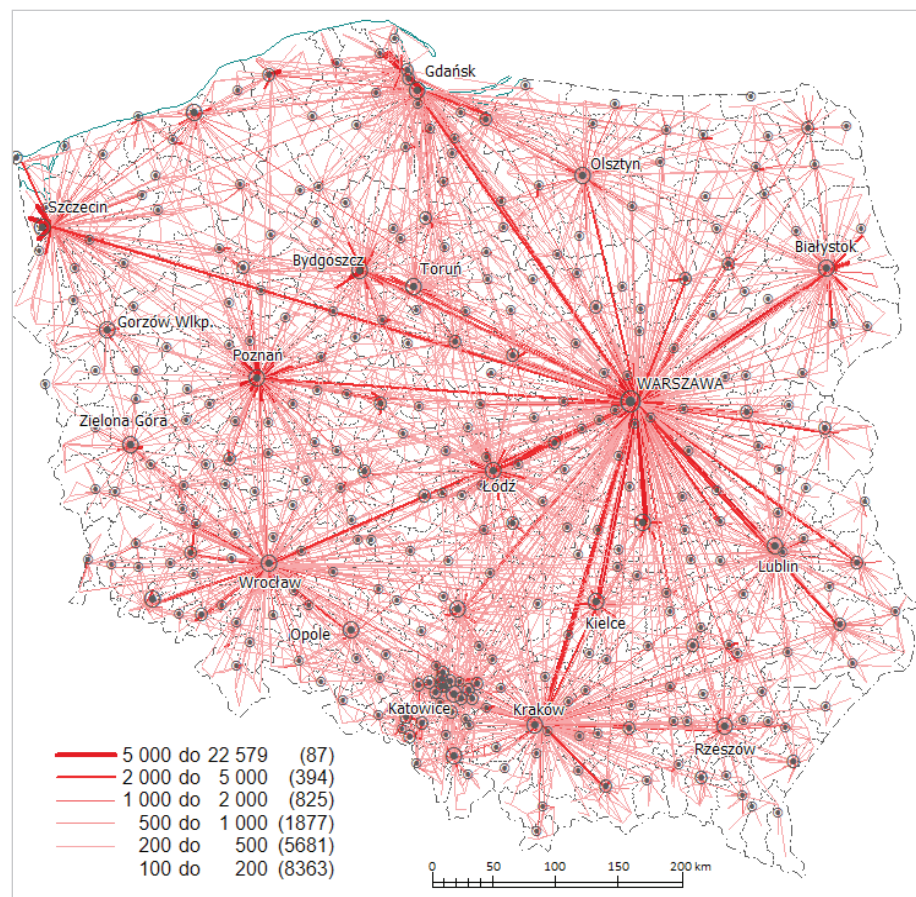 Gdańsk
Olsztyn
Szczecin
Białystok
Bydgoszcz
Toruń
Gorzów Wlkp.
Poznań
WARSZAWA
Zielona Góra
Łódź
Lublin
Wrocław
Kielce
Opole
Katowice
Kraków
Rzeszów
5 000 do 22 579 (87)
2 000 do 5 000 (394)
1 000 do 2 000 (825)
500 do 1 000 (1877)
200 do 500 (5681)
100 do 200 (8363)
0 50 100 150 200 km